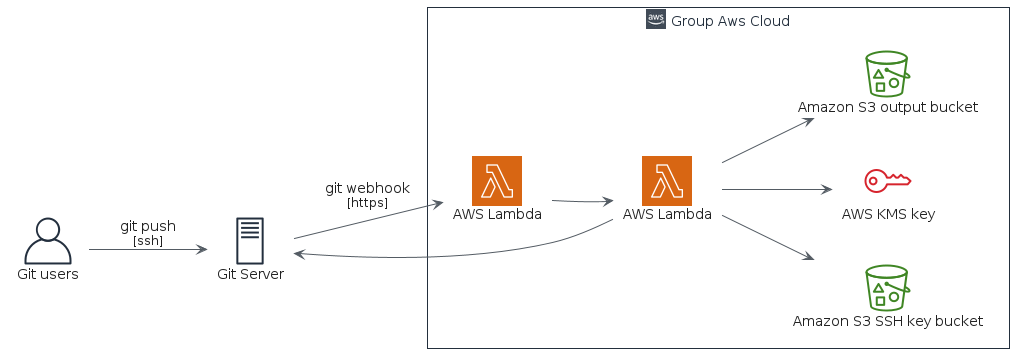 aws
Group Aws Cloud
Amazon S3 output bucket
git webhook
[https]
AWS Lambda
AWS Lambda
AWS KMS key
git push
[ssh]
Git users
Git Server
Amazon S3 SSH key bucket